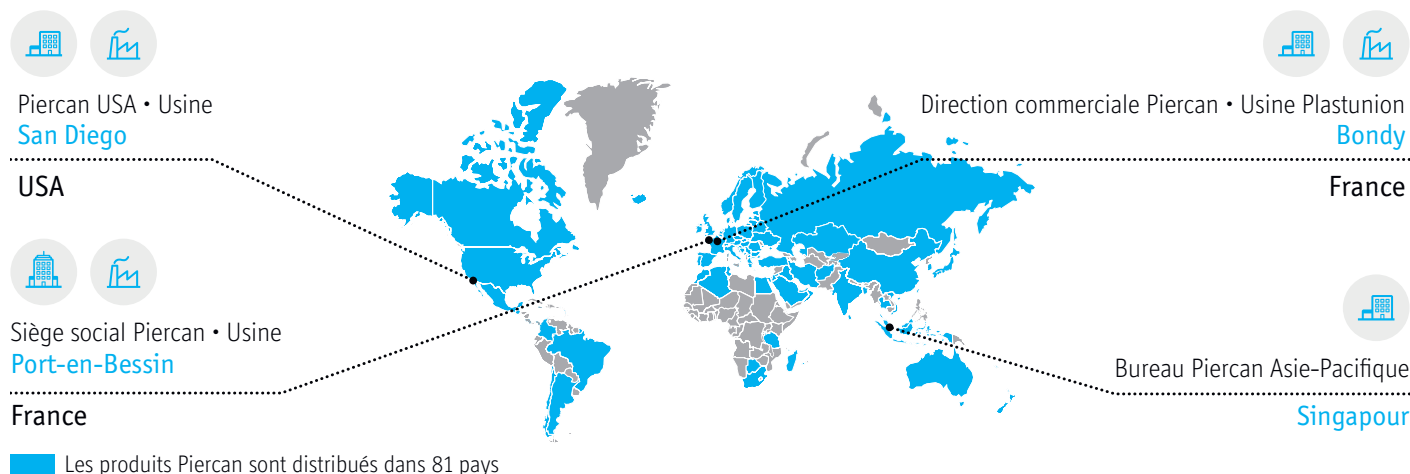 Piercan USA • Usine
San Diego
USA
Siège social Piercan • Usine
Port-en-Bessin
France
Direction commerciale Piercan • Usine Plastunion
Bondy
France
Bureau Piercan Asie-Pacifique
Singapour
Les produits Piercan sont distribués dans 81 pays